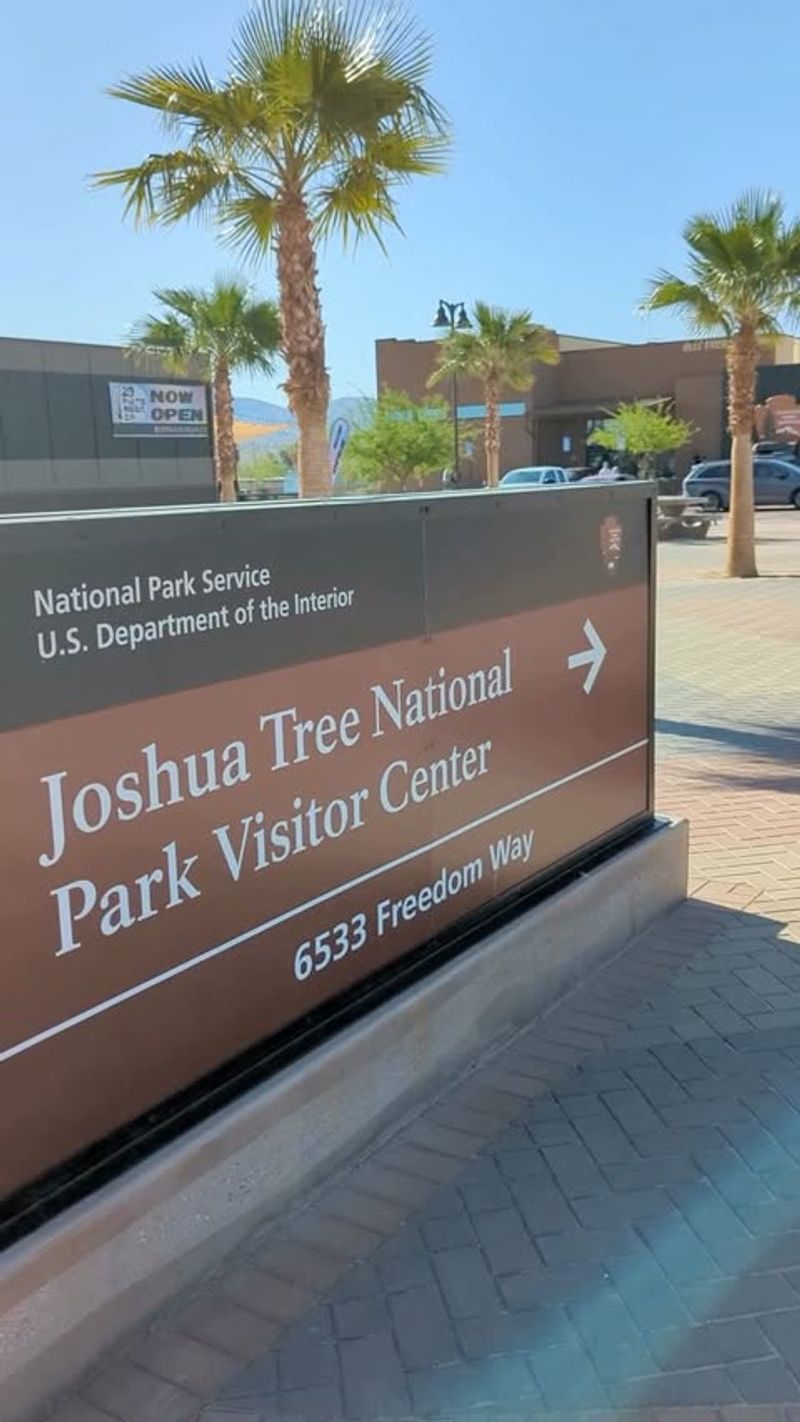 NOW
OPEN
National Park Service
U.S. Department of the Interior
Joshua Tree National
Park Visitor Center
6533 Freedom Way